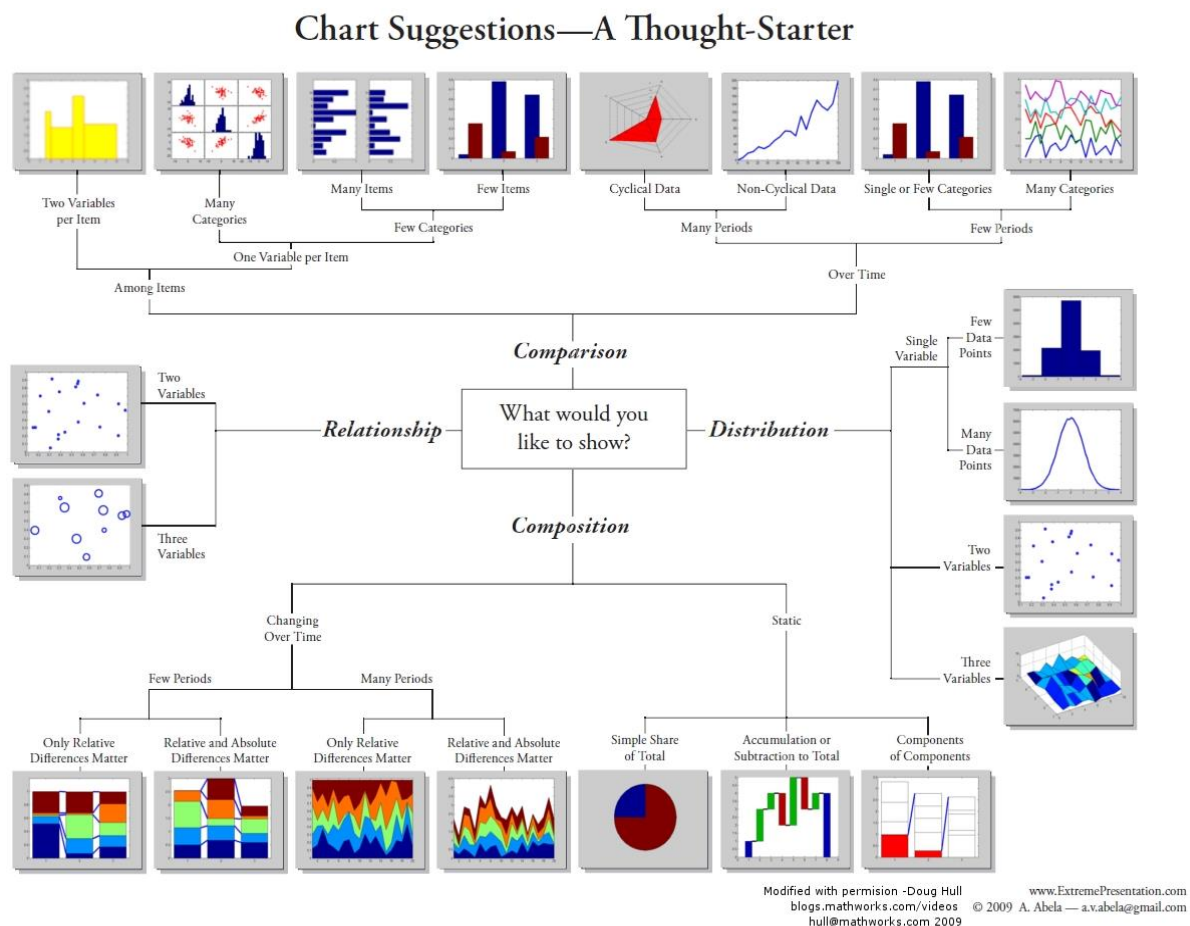 Chart Suggestions—A Thought-Starter
Two Variables
per Item
Many
Categories
Many Items
Few Items
Cyclical Data
Non-Cyclical Data
Single or Few Categories
Many Categories
Few Categories
Many Periods
Few Periods
One Variable per Item
Among Items
Over Time
Comparison
What would you
like to show?
Relationship
Two
Variables
Three
Variables
Distribution
Single
Variable
Few
Data
Points
Many
Data
Points
Two
Variables
Three
Variables
Composition
Changing
Over Time
Static
Few Periods
Many Periods
Only Relative
Differences Matter
Relative and Absolute
Differences Matter
Only Relative
Differences Matter
Relative and Absolute
Differences Matter
Simple Share
of Total
Accumulation or
Subtraction to Total
Components
of Components
Modified with permision -Doug Hull
blogs.mathworks.com/videos
hull@mathworks.com 2009
www.ExtremePresentation.com
© 2009 A. Abela — a.v.abela@gmail.com